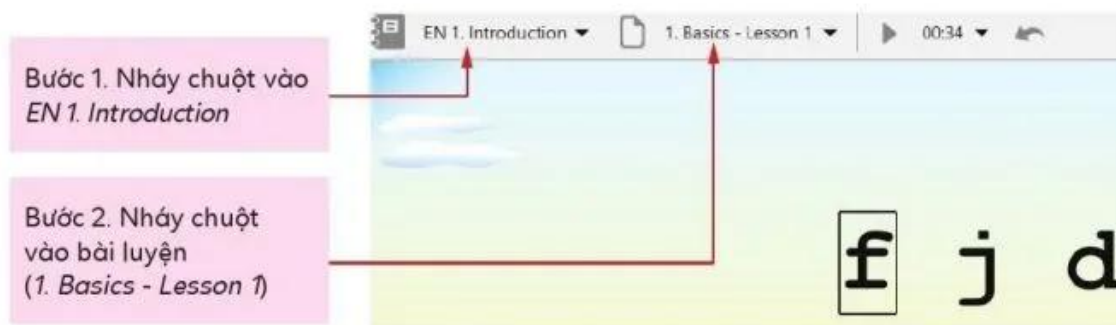 EN 1. Introduction 1. Basics - Lesson 1 00:34
Bước 1. Nháy chuột vào
EN 1. Introduction
Bước 2. Nháy chuột
vào bài luyện
(1. Basics - Lesson 1)
f j d